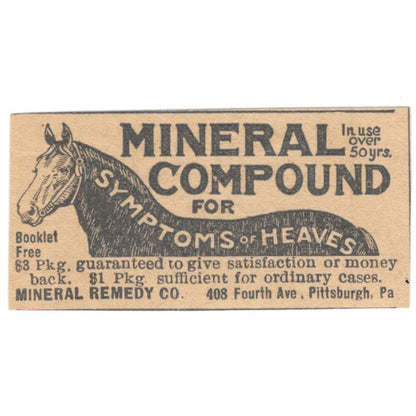 MINERAL
In use
over
50 yrs.
COMPOUND
FOR
SYMPTOMS OF HEAVES
Booklet
Free
$3 Pkg. guaranteed to give satisfaction or money
back. $1 Pkg. sufficient for ordinary cases.
MINERAL REMEDY CO. 408 Fourth Ave., Pittsburgh, Pa